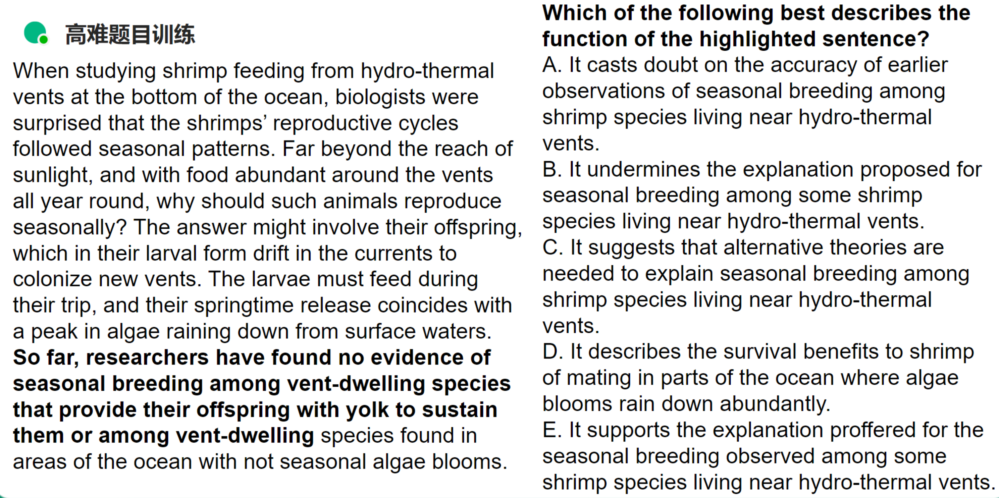 高难题目训练
When studying shrimp feeding from hydro-thermal
vents at the bottom of the ocean, biologists were
surprised that the shrimps’ reproductive cycles
followed seasonal patterns. Far beyond the reach of
sunlight, and with food abundant around the vents
all year round, why should such animals reproduce
seasonally? The answer might involve their offspring,
which in their larval form drift in the currents to
colonize new vents. The larvae must feed during
their trip, and their springtime release coincides with
a peak in algae raining down from surface waters.
So far, researchers have found no evidence of
seasonal breeding among vent-dwelling species
that provide their offspring with yolk to sustain
them or among vent-dwelling species found in
areas of the ocean with not seasonal algae blooms.
Which of the following best describes the
function of the highlighted sentence?
A. It casts doubt on the accuracy of earlier
observations of seasonal breeding among
shrimp species living near hydro-thermal
vents.
B. It undermines the explanation proposed for
seasonal breeding among some shrimp
species living near hydro-thermal vents.
C. It suggests that alternative theories are
needed to explain seasonal breeding among
shrimp species living near hydro-thermal
vents.
D. It describes the survival benefits to shrimp
of mating in parts of the ocean where algae
blooms rain down abundantly.
E. It supports the explanation proffered for the
seasonal breeding observed among some
shrimp species living near hydro-thermal vents.